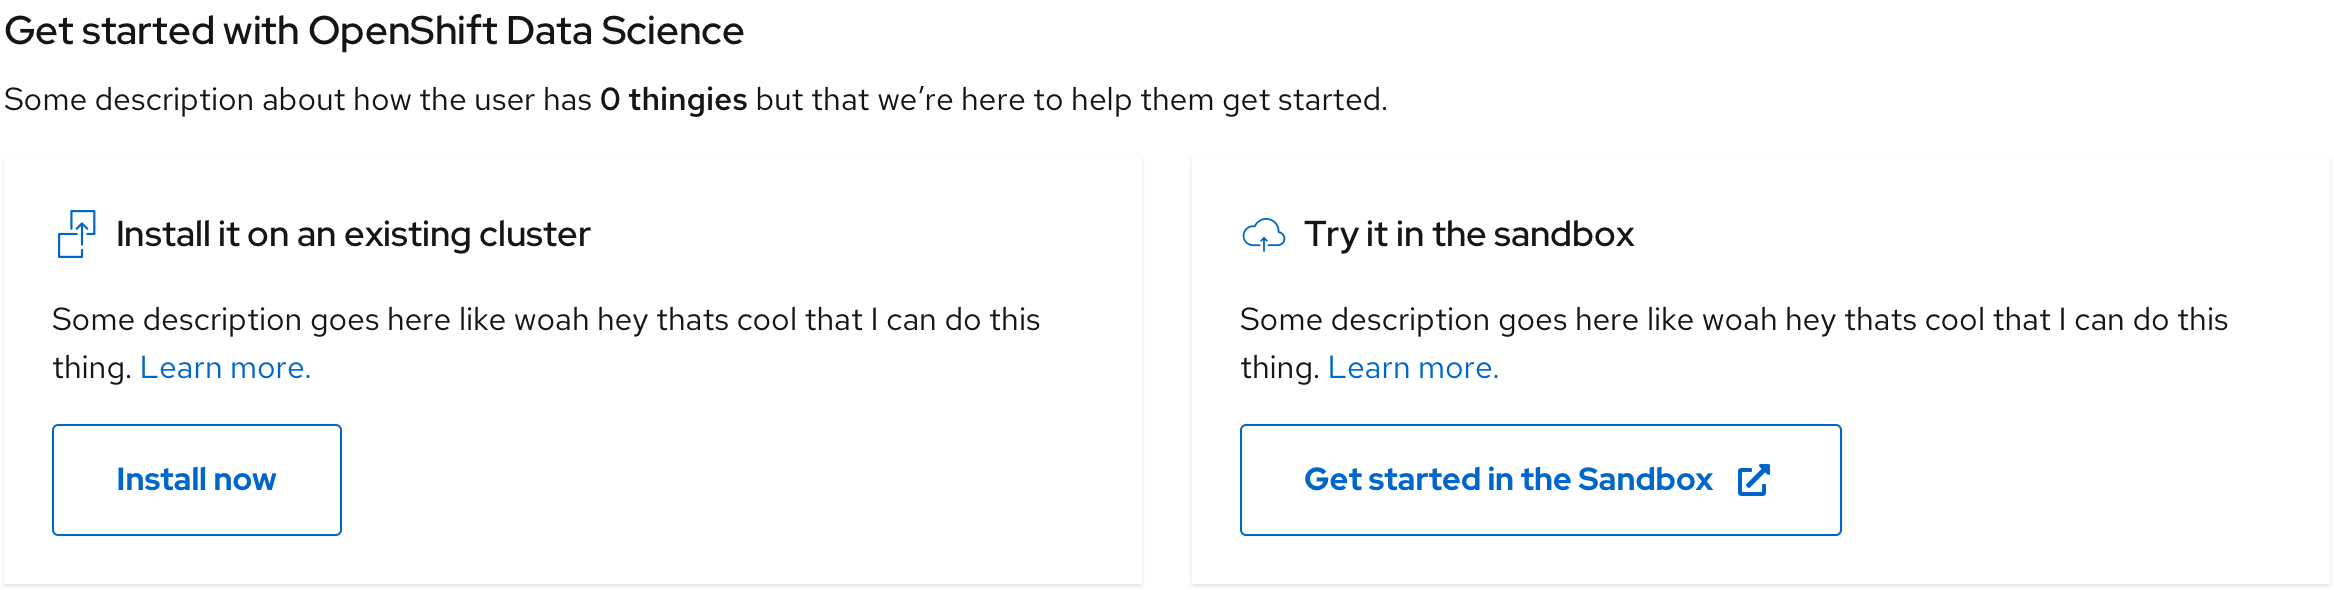 Get started with OpenShift Data Science
Some description about how the user has 0 thingies but that we’re here to help them get started.
Install it on an existing cluster
Some description goes here like woah hey thats cool that I can do this
thing. Learn more.
Install now
Try it in the sandbox
Some description goes here like woah hey thats cool that I can do this
thing. Learn more.
Get started in the Sandbox